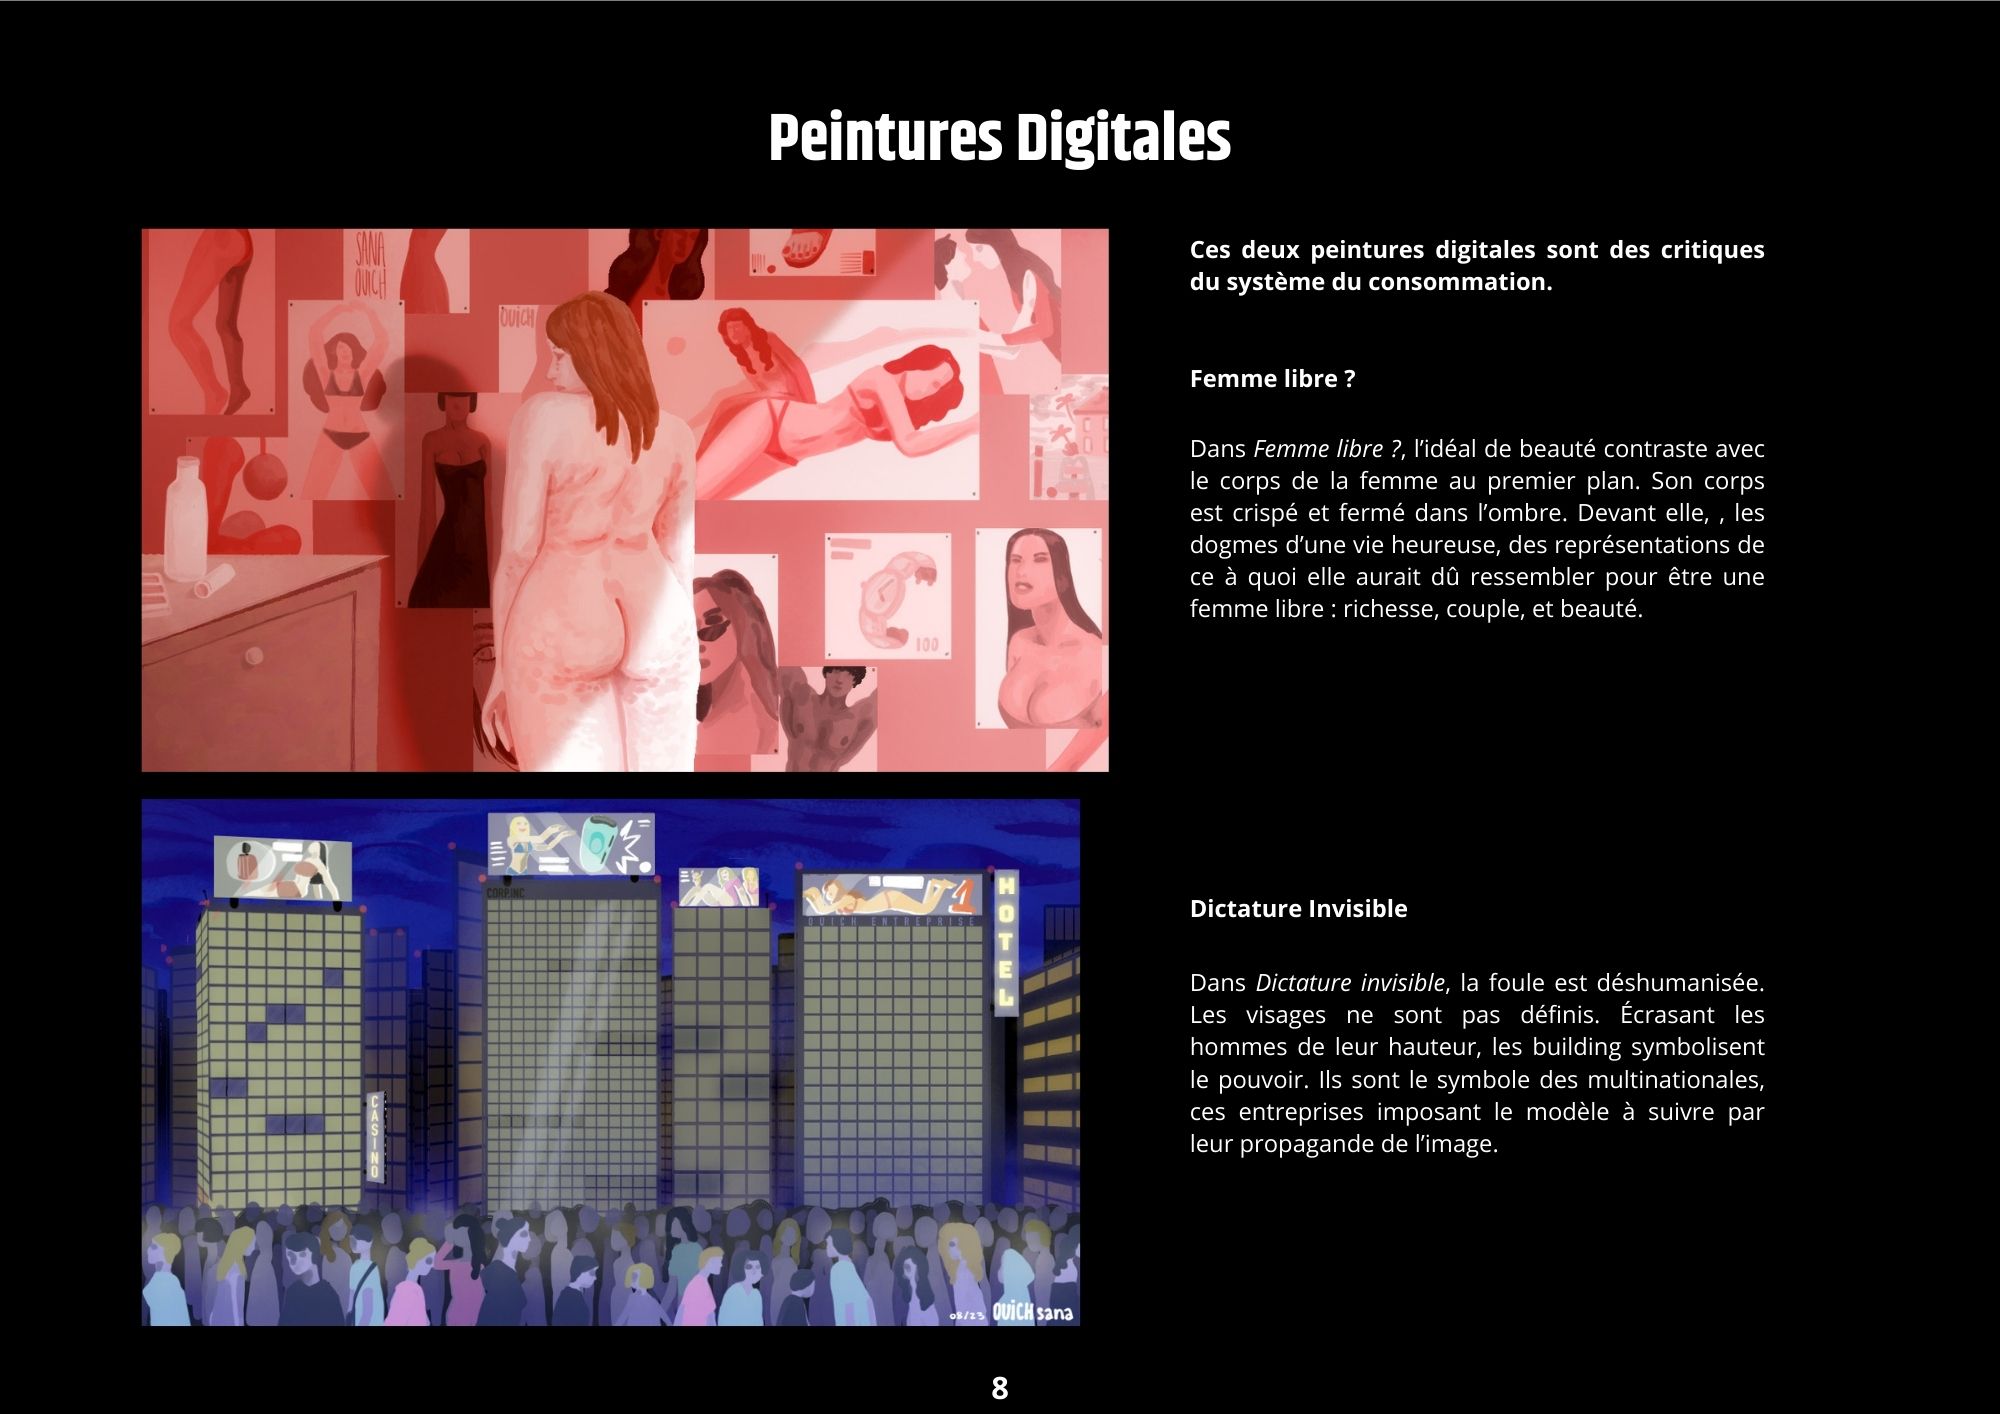 Peintures Digitales
SANA
OUICH
OUICH
100
Ces deux peintures digitales sont des critiques
du système du consommation.
Femme libre ?
Dans Femme libre ?, l’idéal de beauté contraste avec
le corps de la femme au premier plan. Son corps
est crispé et fermé dans l’ombre. Devant elle, , les
dogmes d’une vie heureuse, des représentations de
ce à quoi elle aurait dû ressembler pour être une
femme libre : richesse, couple, et beauté.
CORP.INC
OUICH ENTREPRISE
1
HOTEL
CASINO
08/23 OUICH sana
Dictature Invisible
Dans Dictature invisible, la foule est déshumanisée.
Les visages ne sont pas définis. Écrasant les
hommes de leur hauteur, les building symbolisent
le pouvoir. Ils sont le symbole des multinationales,
ces entreprises imposant le modèle à suivre par
leur propagande de l’image.
8